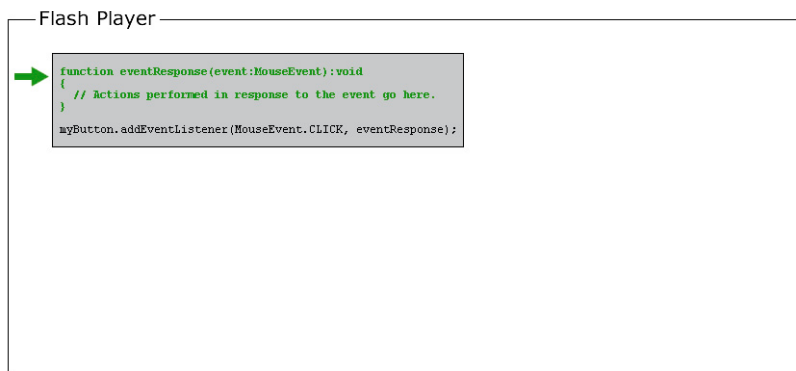 Flash Player
function eventResponse(event:MouseEvent):void
{
// Actions performed in response to the event go here.
}
myButton.addEventListener(MouseEvent.CLICK, eventResponse);